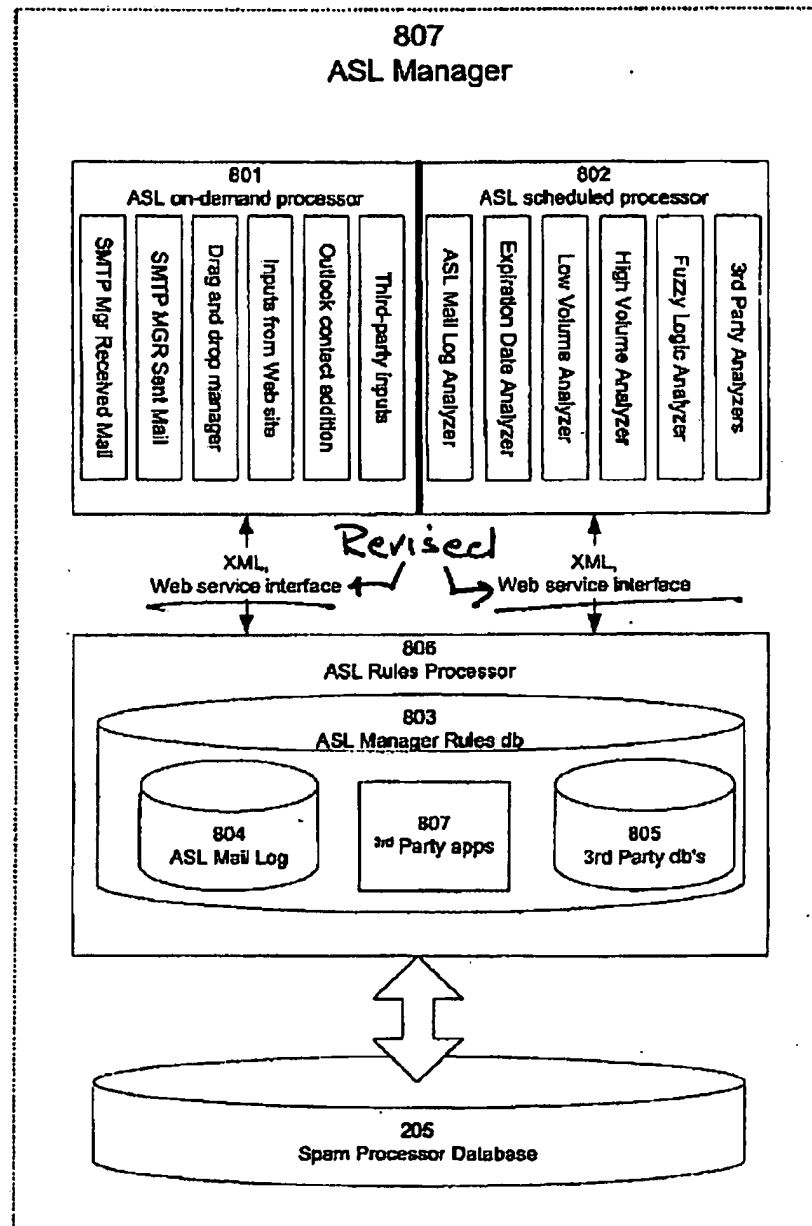 807
ASL Manager
801
ASL on-demand processor
SMTP Mgr Received Mail
SMTP MGR Sent Mail
Drag and drop manager
Inputs from Web site
Outlook contact addition
Third-party inputs
802
ASL scheduled processor
ASL Mail Log Analyzer
Expiration Date Analyzer
Low Volume Analyzer
High Volume Analyzer
Fuzzy Logic Analyzer
3rd Party Analyzers
Revised
XML,
Web service interface
XML,
Web service interface
806
ASL Rules Processor
803
ASL Manager Rules db
804
ASL Mail Log
807
3rd Party apps
805
3rd Party db's
205
Spam Processor Database